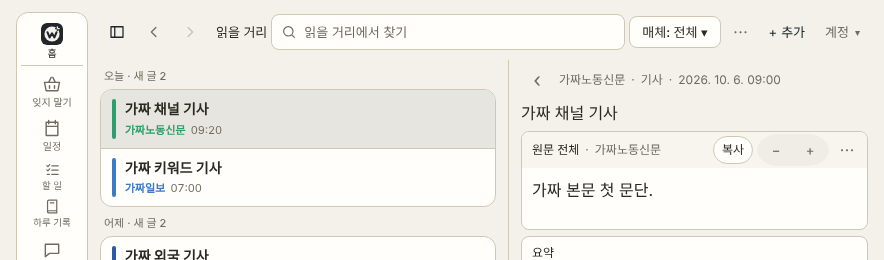 홈
잊지 말기
일정
할 일
하루 기록
읽을 거리
읽을 거리에서 찾기
매체: 전체 ▾
···
+ 추가
계정 ▾
오늘 · 새 글 2
가짜 채널 기사
가짜노동신문 09:20
가짜 키워드 기사
가짜일보 07:00
어제 · 새 글 2
가짜 외국 기사
가짜노동신문 · 기사 · 2026. 10. 6. 09:00
가짜 채널 기사
원문 전체 · 가짜노동신문
복사
− +
···
가짜 본문 첫 문단.
요약